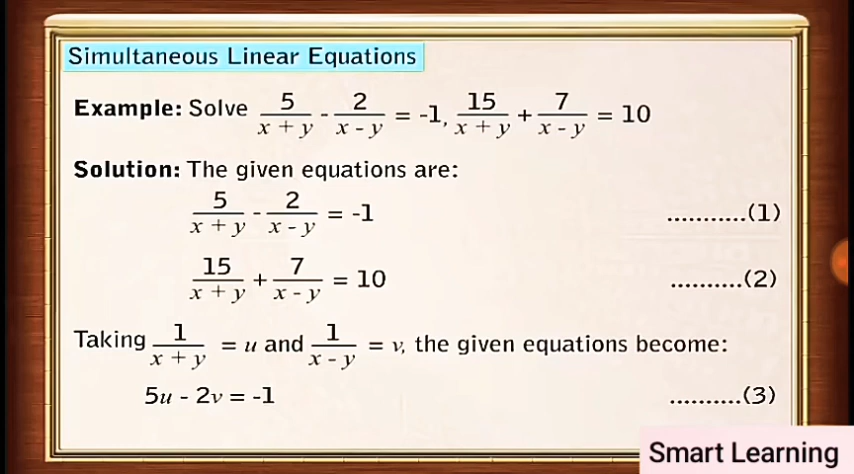 Simultaneous Linear Equations
Example: Solve 5/(x + y) - 2/(x - y) = -1, 15/(x + y) + 7/(x - y) = 10
Solution: The given equations are:
5/(x + y) - 2/(x - y) = -1 ...........(1)
15/(x + y) + 7/(x - y) = 10 ..........(2)
Taking 1/(x + y) = u and 1/(x - y) = v, the given equations become:
5u - 2v = -1 ..........(3)
Smart Learning